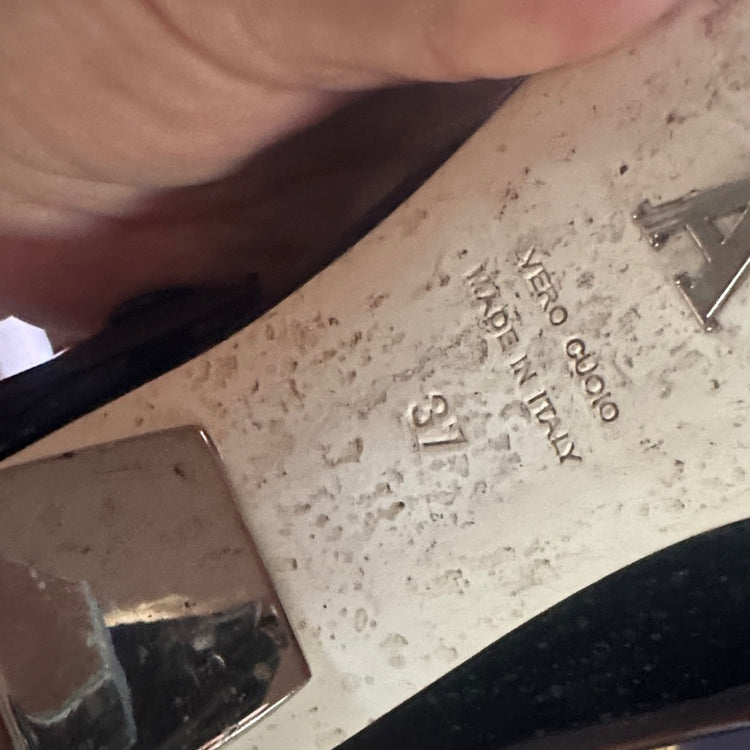 A
VERO CUOIO
MADE IN ITALY
37